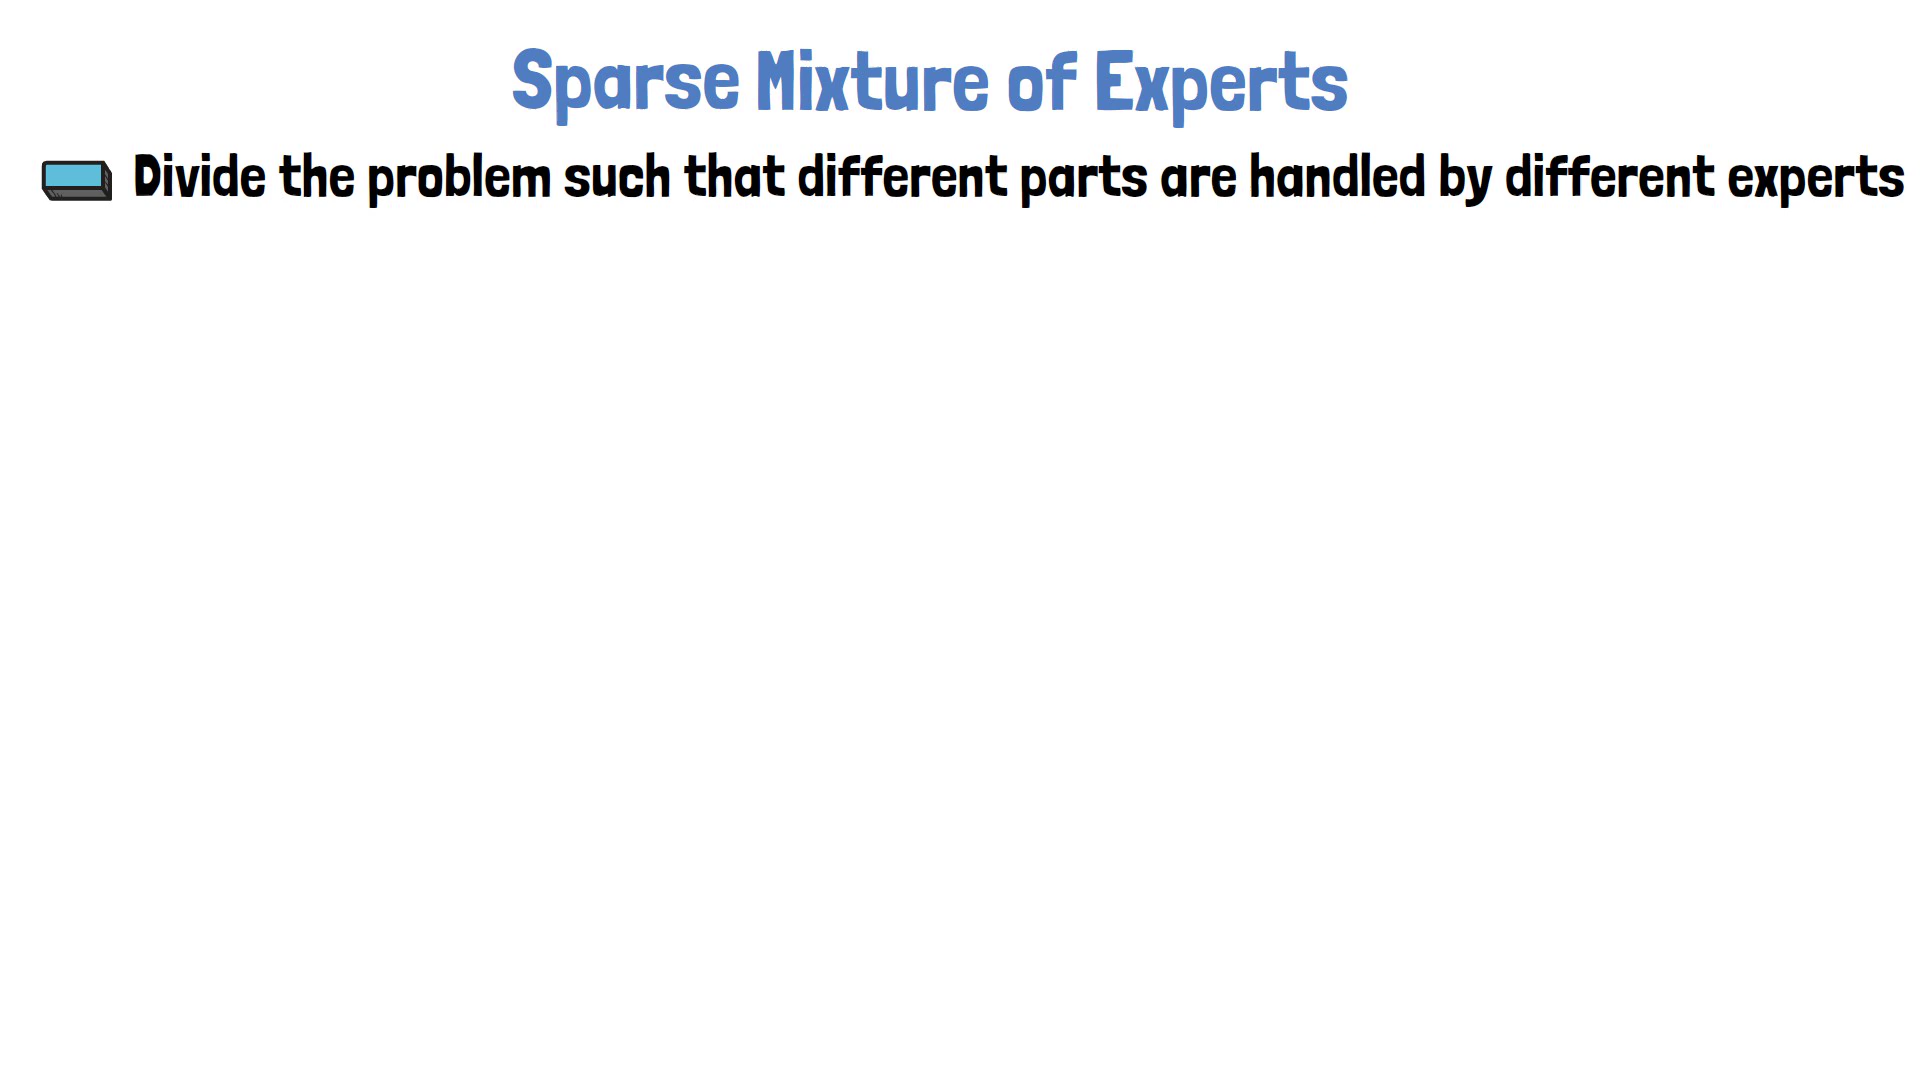 Sparse Mixture of Experts
Divide the problem such that different parts are handled by different experts